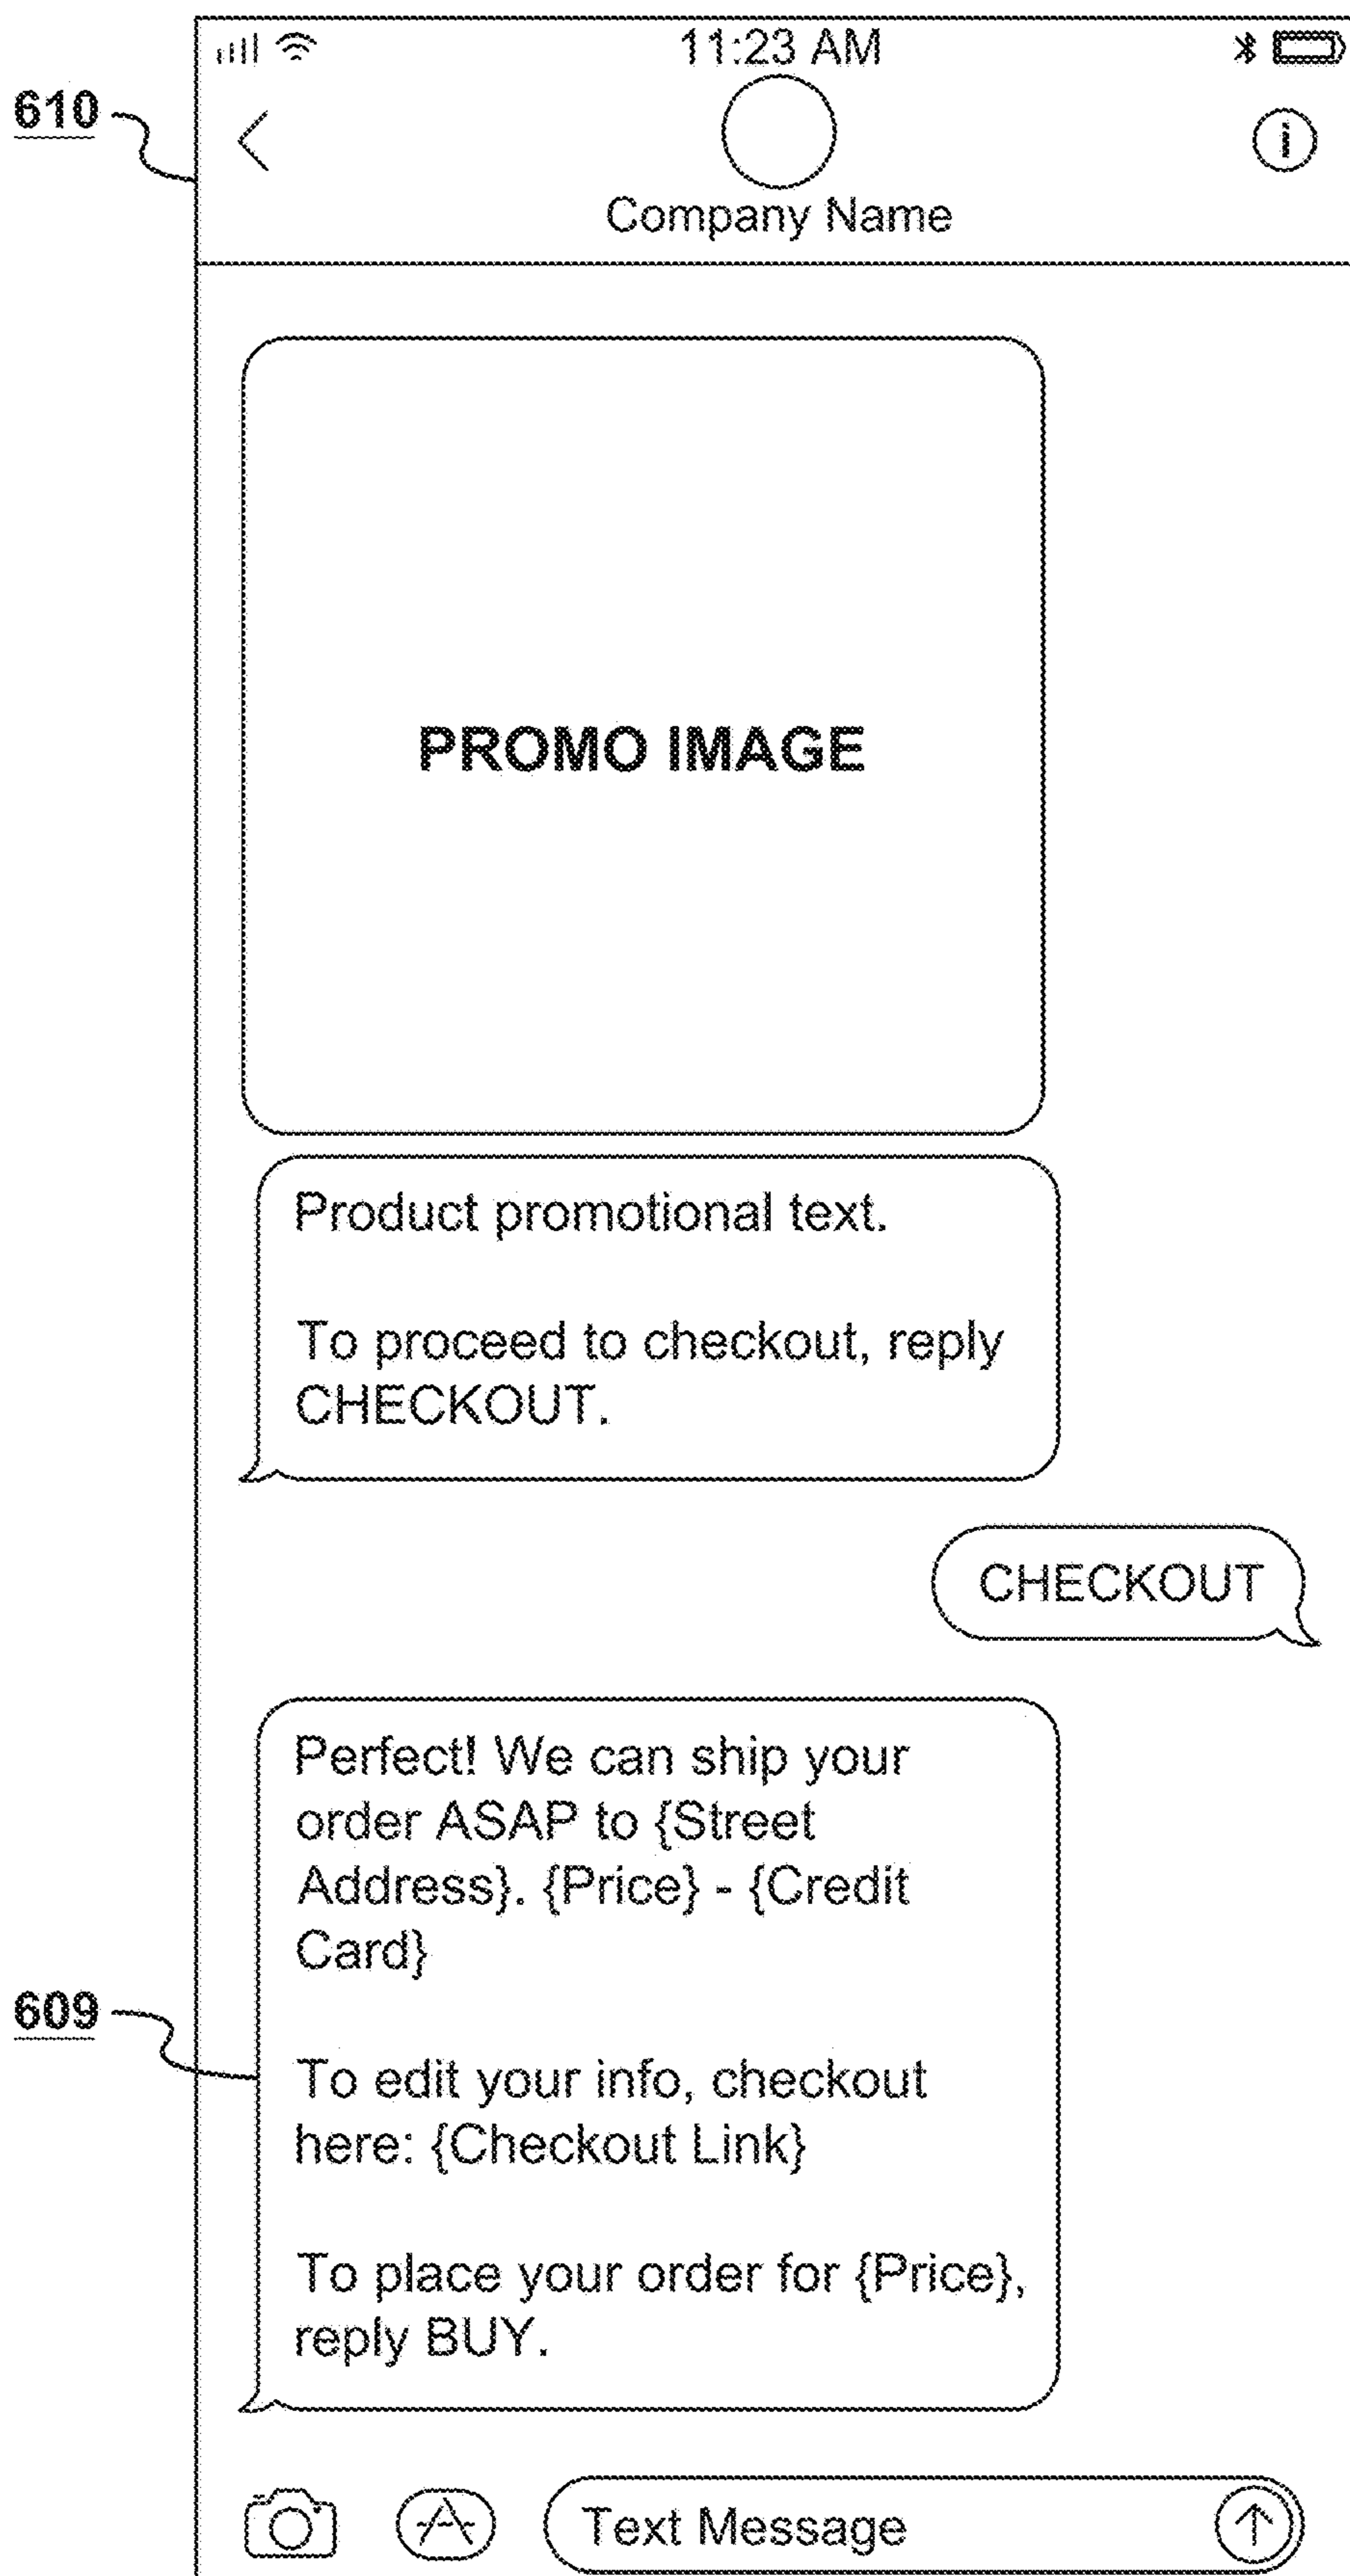 11:23 AM
610
Company Name
PROMO IMAGE
Product promotional text.
To proceed to checkout, reply
CHECKOUT.
CHECKOUT
Perfect! We can ship your
order ASAP to {Street
Address}. {Price} - {Credit
Card}
609
To edit your info, checkout
here: {Checkout Link}
To place your order for {Price},
reply BUY.
Text Message